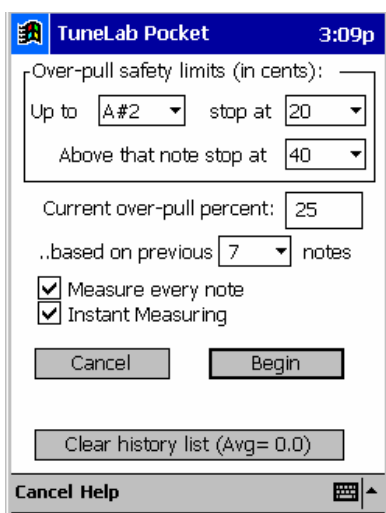 TuneLab Pocket 3:09p
Over-pull safety limits (in cents):
Up to A#2 stop at 20
Above that note stop at 40
Current over-pull percent: 25
..based on previous 7 notes
Measure every note
Instant Measuring
Cancel Begin
Clear history list (Avg= 0.0)
Cancel Help